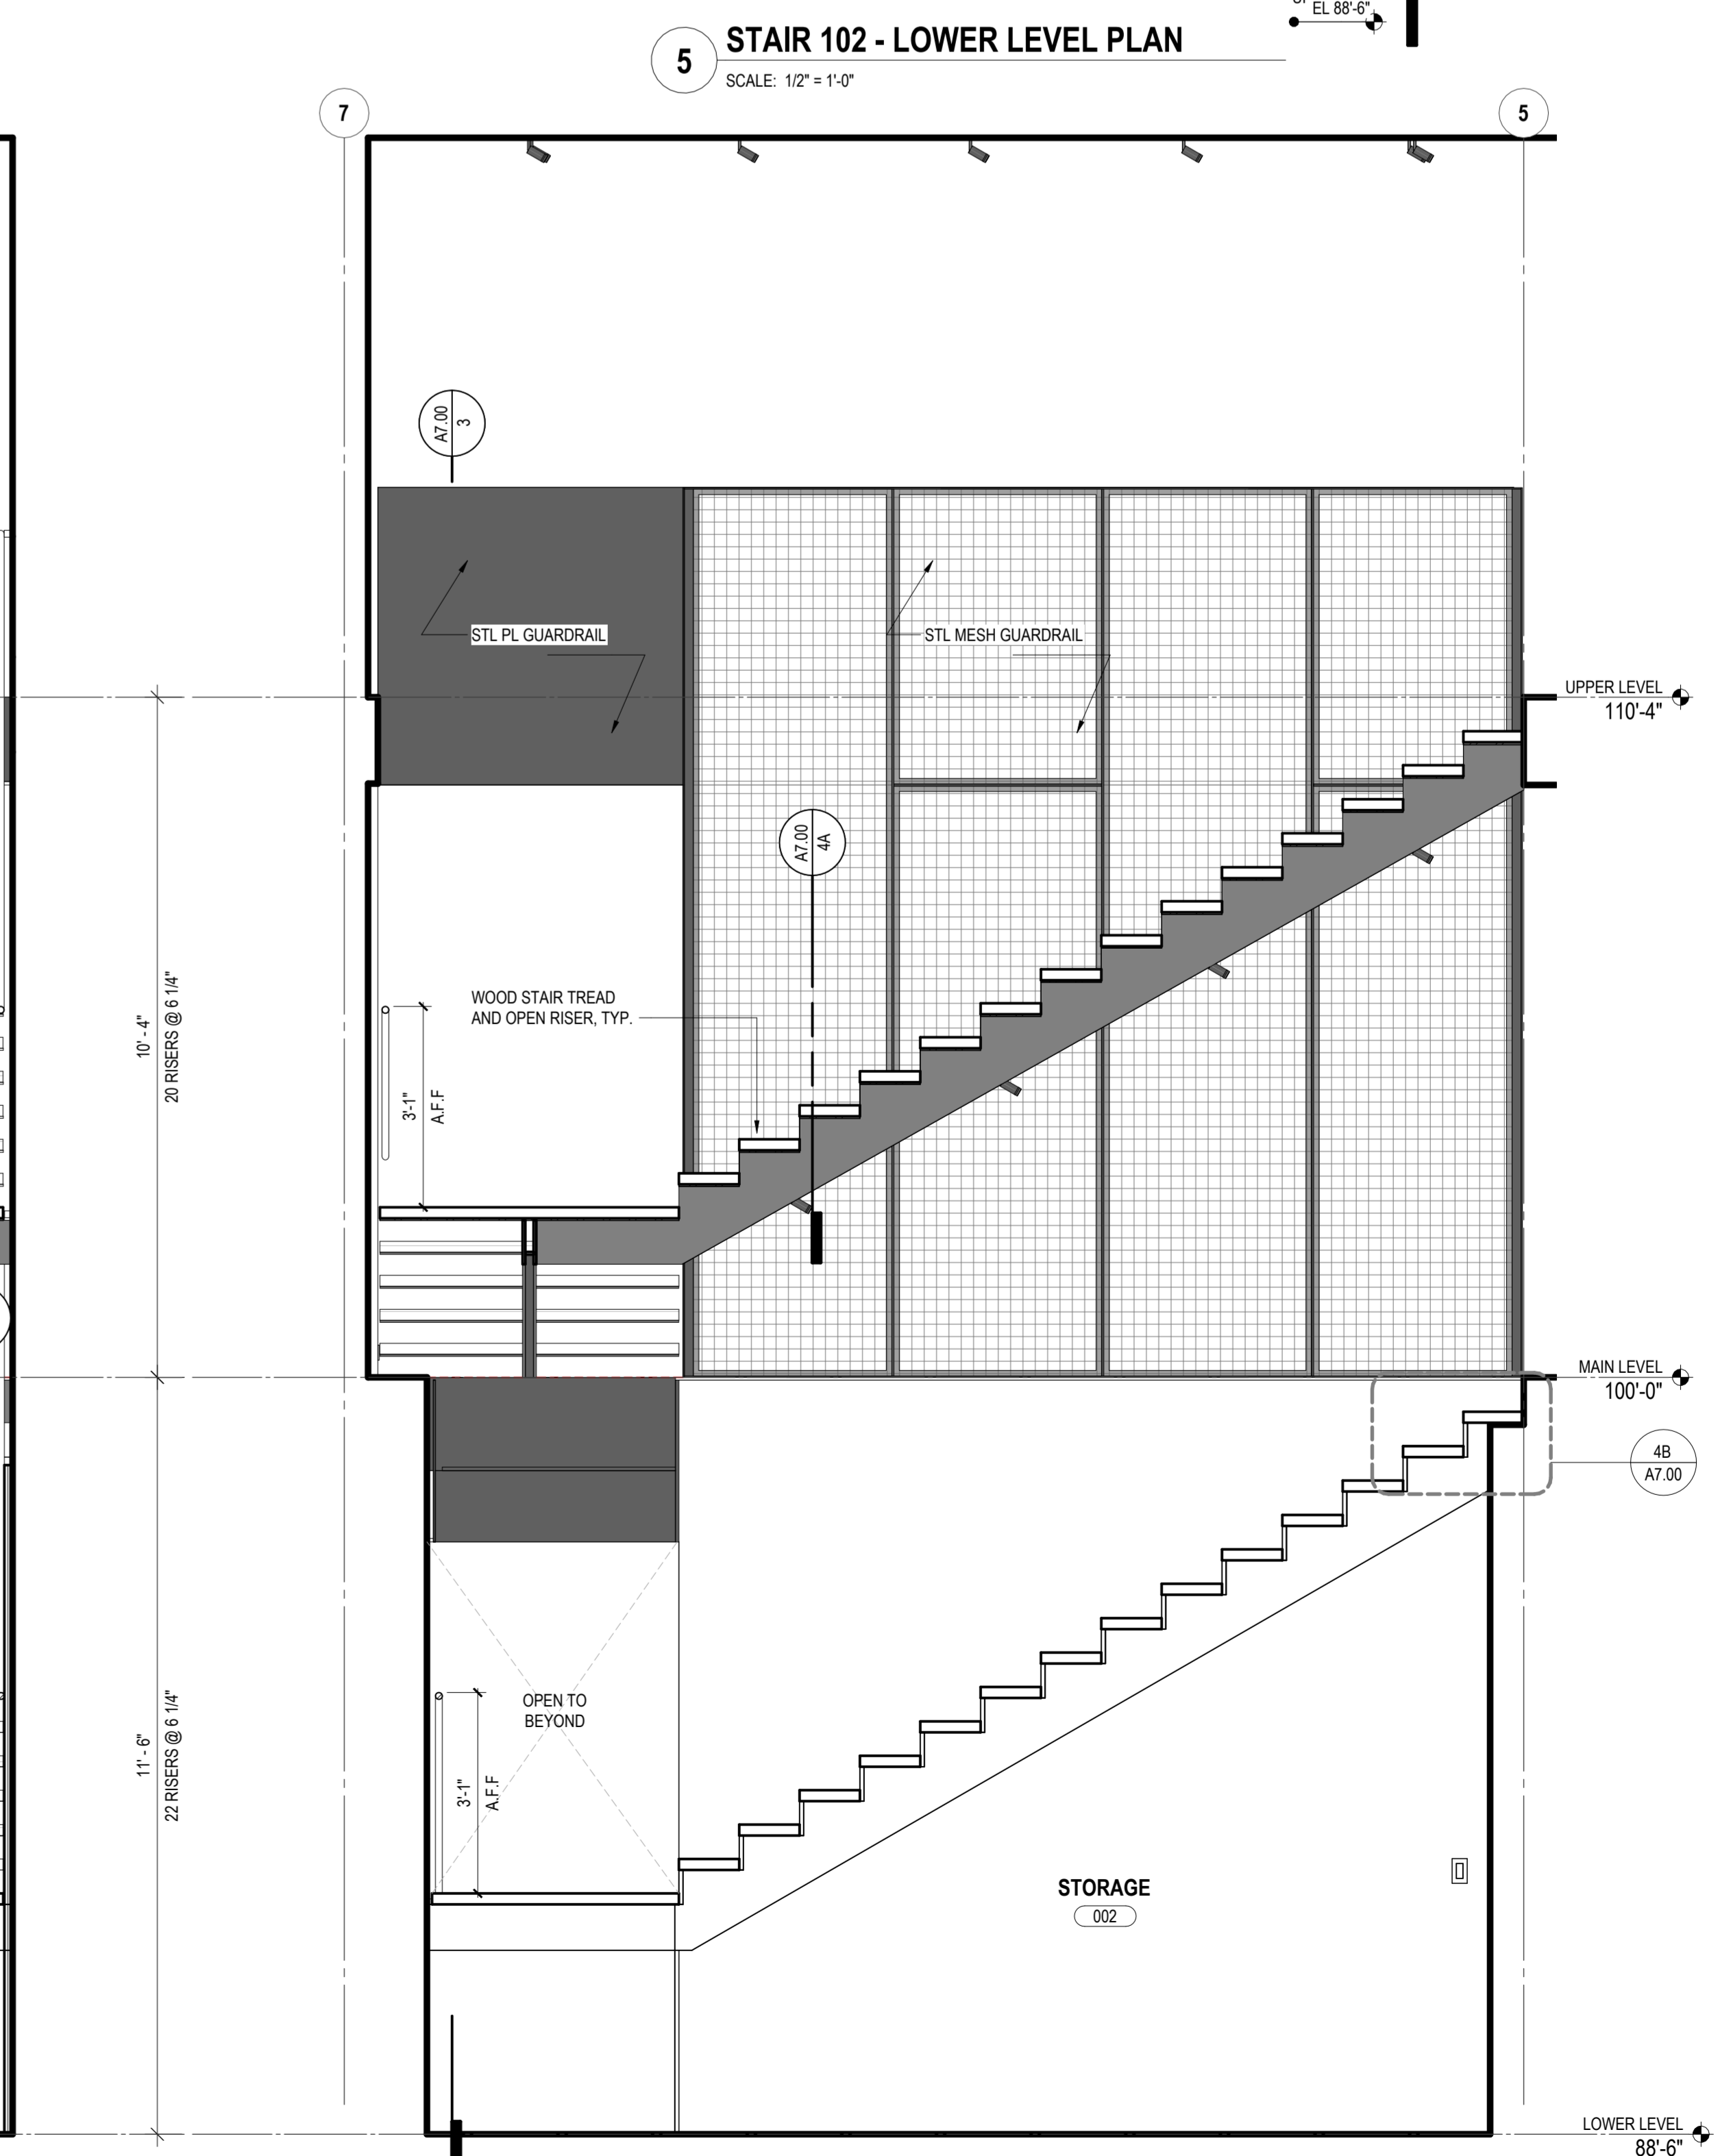 EL 88'-6"
5
STAIR 102 - LOWER LEVEL PLAN
SCALE: 1/2" = 1'-0"
7
5
A7.00
3
STL PL GUARDRAIL
STL MESH GUARDRAIL
UPPER LEVEL
110'-4"
A7.00
4A
WOOD STAIR TREAD
AND OPEN RISER, TYP.
10' - 4"
20 RISERS @ 6 1/4"
3'-1"
A.F.F
MAIN LEVEL
100'-0"
4B
A7.00
OPEN TO
BEYOND
11' - 6"
22 RISERS @ 6 1/4"
3'-1"
A.F.F
STORAGE
002
LOWER LEVEL
88'-6"